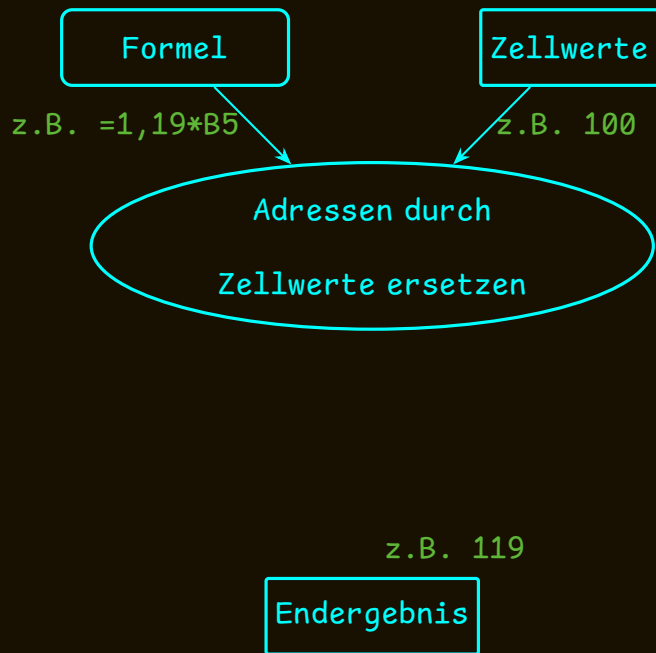 Formel
Zellwerte
z.B. =1,19*B5
z.B. 100
Adressen durch
Zellwerte ersetzen
z.B. 119
Endergebnis